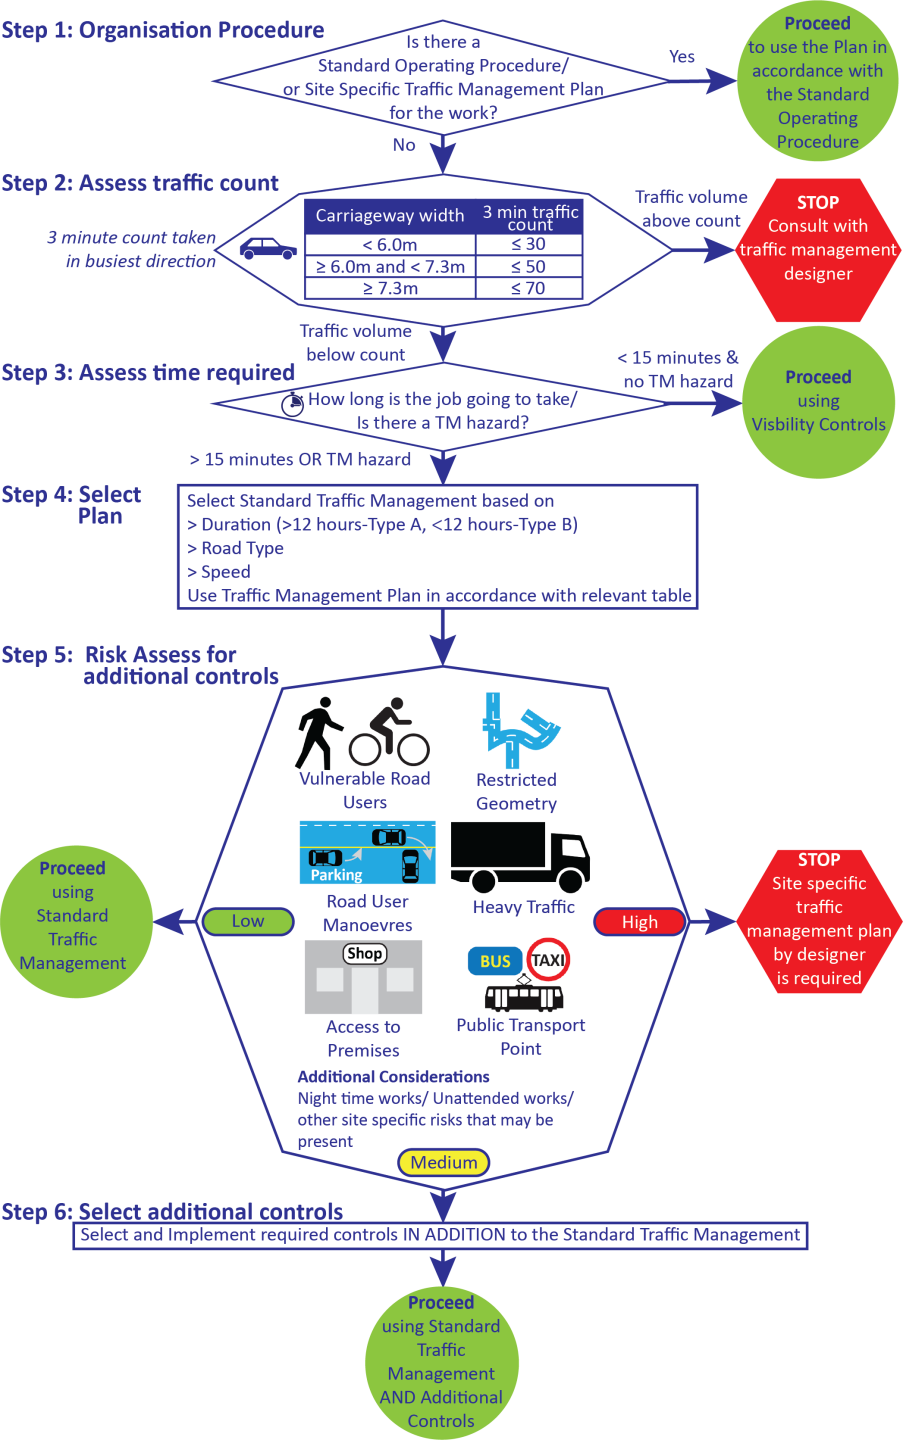 Step 1: Organisation Procedure
Is there a
Standard Operating Procedure/
or Site Specific Traffic Management Plan
for the work?
Yes
Proceed
to use the Plan in
accordance with
the Standard
Operating
Procedure
No
Step 2: Assess traffic count
3 minute count taken
in busiest direction
Carriageway width
3 min traffic
count
< 6.0m
≤ 30
≥ 6.0m and < 7.3m
≤ 50
≥ 7.3m
≤ 70
Traffic volume
above count
STOP
Consult with
traffic management
designer
Traffic volume
below count
Step 3: Assess time required
How long is the job going to take/
Is there a TM hazard?
< 15 minutes &
no TM hazard
Proceed
using
Visbility Controls
> 15 minutes OR TM hazard
Step 4: Select
Plan
Select Standard Traffic Management based on
> Duration (>12 hours-Type A, <12 hours-Type B)
> Road Type
> Speed
Use Traffic Management Plan in accordance with relevant table
Step 5: Risk Assess for
additional controls
Vulnerable Road
Users
Restricted
Geometry
Parking
Road User
Manoevres
Heavy Traffic
Shop
Access to
Premises
BUS
TAXI
Public Transport
Point
Additional Considerations
Night time works/ Unattended works/
other site specific risks that may be
present
Low
Proceed
using
Standard
Traffic
Management
High
STOP
Site specific
traffic
management plan
by designer
is required
Medium
Step 6: Select additional controls
Select and Implement required controls IN ADDITION to the Standard Traffic Management
Proceed
using Standard
Traffic
Management
AND Additional
Controls